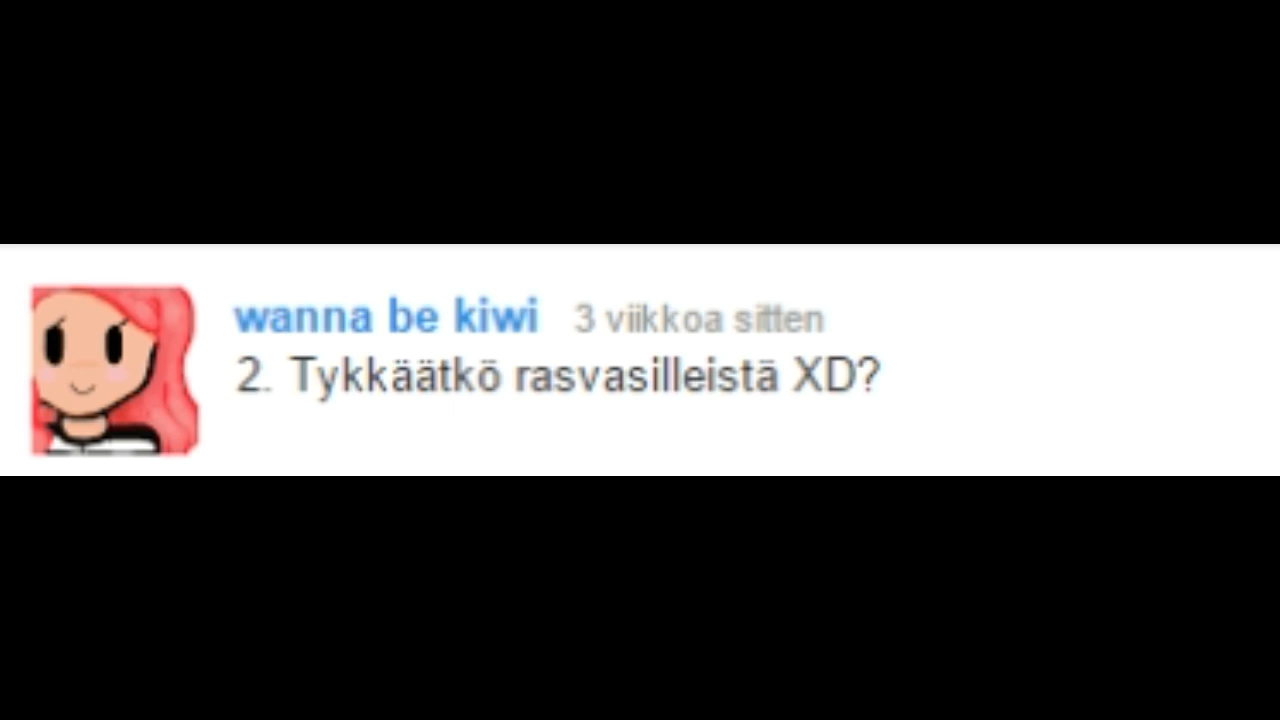 wanna be kiwi 3 viikkoa sitten
2. Tykkäätkö rasvasilleistä XD?